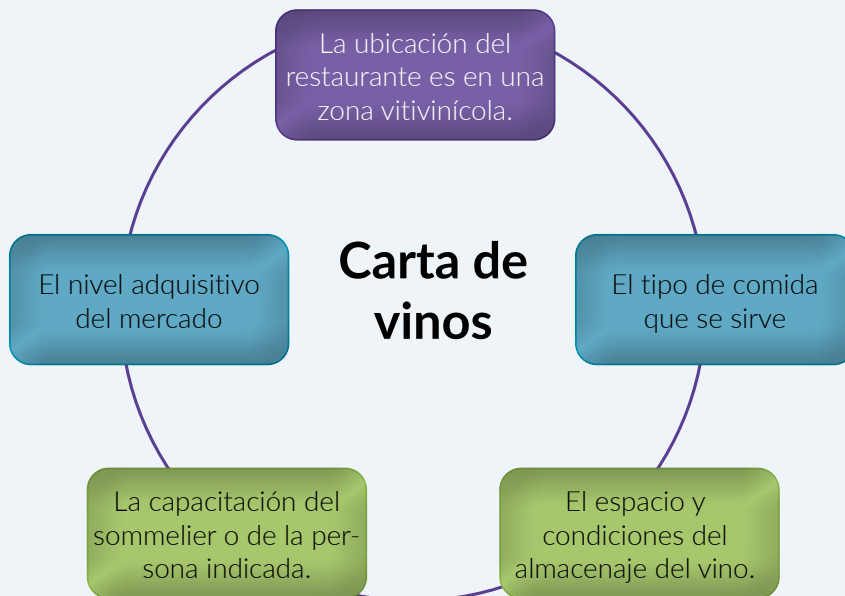 La ubicación del
restaurante es en una
zona vitivinícola.
Carta de
vinos
El nivel adquisitivo
del mercado
El tipo de comida
que se sirve
La capacitación del
sommelier o de la per-
sona indicada.
El espacio y
condiciones del
almacenaje del vino.